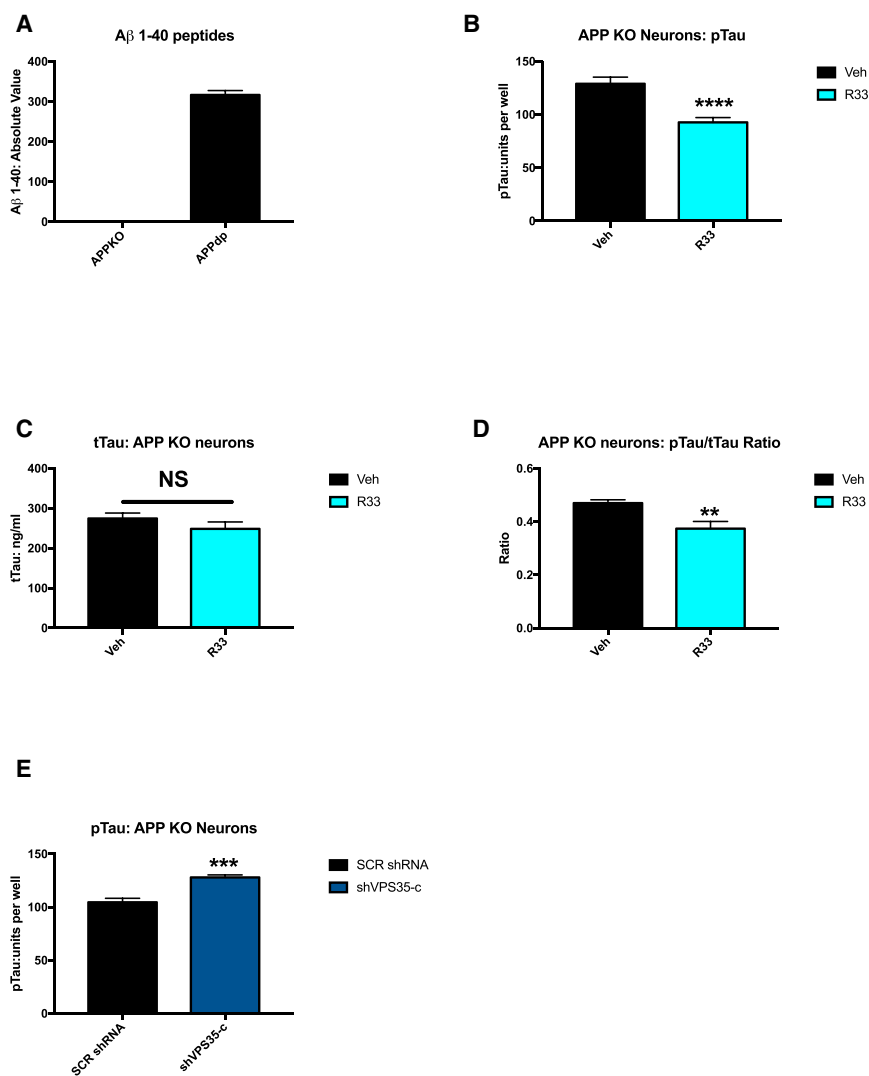 A
Aβ 1-40 peptides
Aβ 1-40: Absolute Value
400
300
200
100
0
APPKO
APPdp
B
APP KO Neurons: pTau
pTau:units per well
150
100
50
0
****
Veh
R33
Veh
R33
C
tTau: APP KO neurons
tTau: ng/ml
400
300
200
100
0
NS
Veh
R33
Veh
R33
D
APP KO neurons: pTau/tTau Ratio
Ratio
0.6
0.4
0.2
0.0
**
Veh
R33
Veh
R33
E
pTau: APP KO Neurons
pTau:units per well
150
100
50
0
***
SCR shRNA
shVPS35-c
SCR shRNA
shVPS35-c